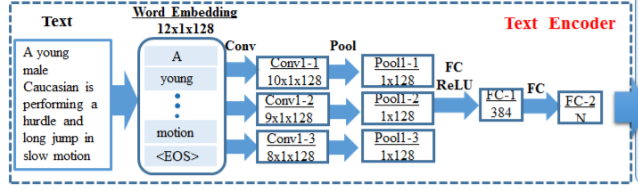 Text
Word Embedding
12x1x128
Text Encoder
A young
male
Caucasian is
performing a
hurdle and
long jump in
slow motion
A
young
motion
<EOS>
Conv
Conv1-1
10x1x128
Conv1-2
9x1x128
Conv1-3
8x1x128
Pool
Pool1-1
1x128
Pool1-2
1x128
Pool1-3
1x128
FC
ReLU
FC-1
384
FC
FC-2
N